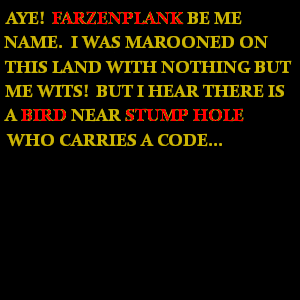 AYE! FARZENPLANK BE ME
NAME. I WAS MAROONED ON
THIS LAND WITH NOTHING BUT
ME WITS! BUT I HEAR THERE IS
A BIRD NEAR STUMP HOLE
WHO CARRIES A CODE...